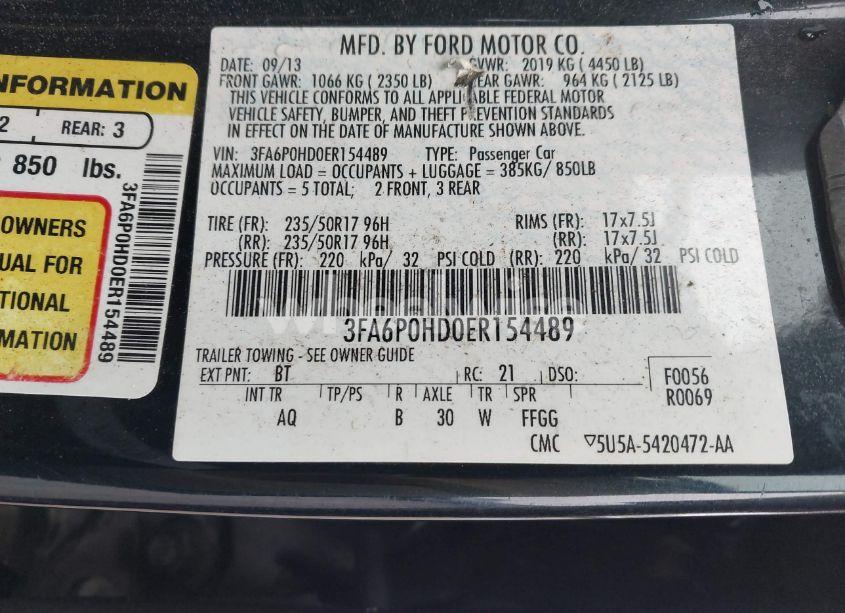 MFD. BY FORD MOTOR CO.
DATE: 09/13 GVWR: 2019 KG ( 4450 LB)
FRONT GAWR: 1066 KG ( 2350 LB) REAR GAWR: 964 KG ( 2125 LB)
THIS VEHICLE CONFORMS TO ALL APPLICABLE FEDERAL MOTOR
VEHICLE SAFETY, BUMPER, AND THEFT PREVENTION STANDARDS
IN EFFECT ON THE DATE OF MANUFACTURE SHOWN ABOVE.
VIN: 3FA6P0HD0ER154489 TYPE: Passenger Car
MAXIMUM LOAD = OCCUPANTS + LUGGAGE = 385KG/ 850LB
OCCUPANTS = 5 TOTAL; 2 FRONT, 3 REAR
TIRE (FR): 235/50R17 96H RIMS (FR): 17x7.5J
(RR): 235/50R17 96H (RR): 17x7.5J
PRESSURE (FR): 220 kPa/ 32 PSI COLD (RR): 220 kPa/ 32 PSI COLD
3FA6P0HD0ER154489
TRAILER TOWING - SEE OWNER GUIDE
EXT PNT: BT RC: 21 DSO:
F0056
R0069
INT TR TP/PS R AXLE TR SPR
AQ B 30 W FFGG
CMC ▽5U5A-5420472-AA
INFORMATION
2 REAR: 3
850 lbs.
OWNERS
UAL FOR
TIONAL
RMATION
3FA6P0HD0ER154489